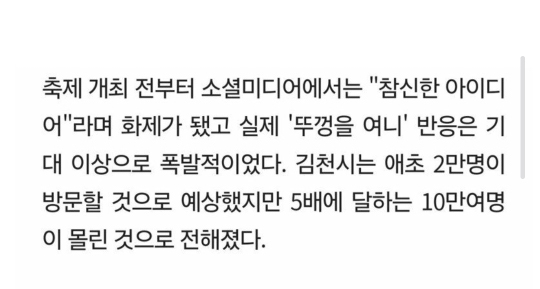 축제 개최 전부터 소셜미디어에서는 "참신한 아이디
어"라며 화제가 됐고 실제 '뚜껑을 여니' 반응은 기
대 이상으로 폭발적이었다. 김천시는 애초 2만명이
방문할 것으로 예상했지만 5배에 달하는 10만여명
이 몰린 것으로 전해졌다.